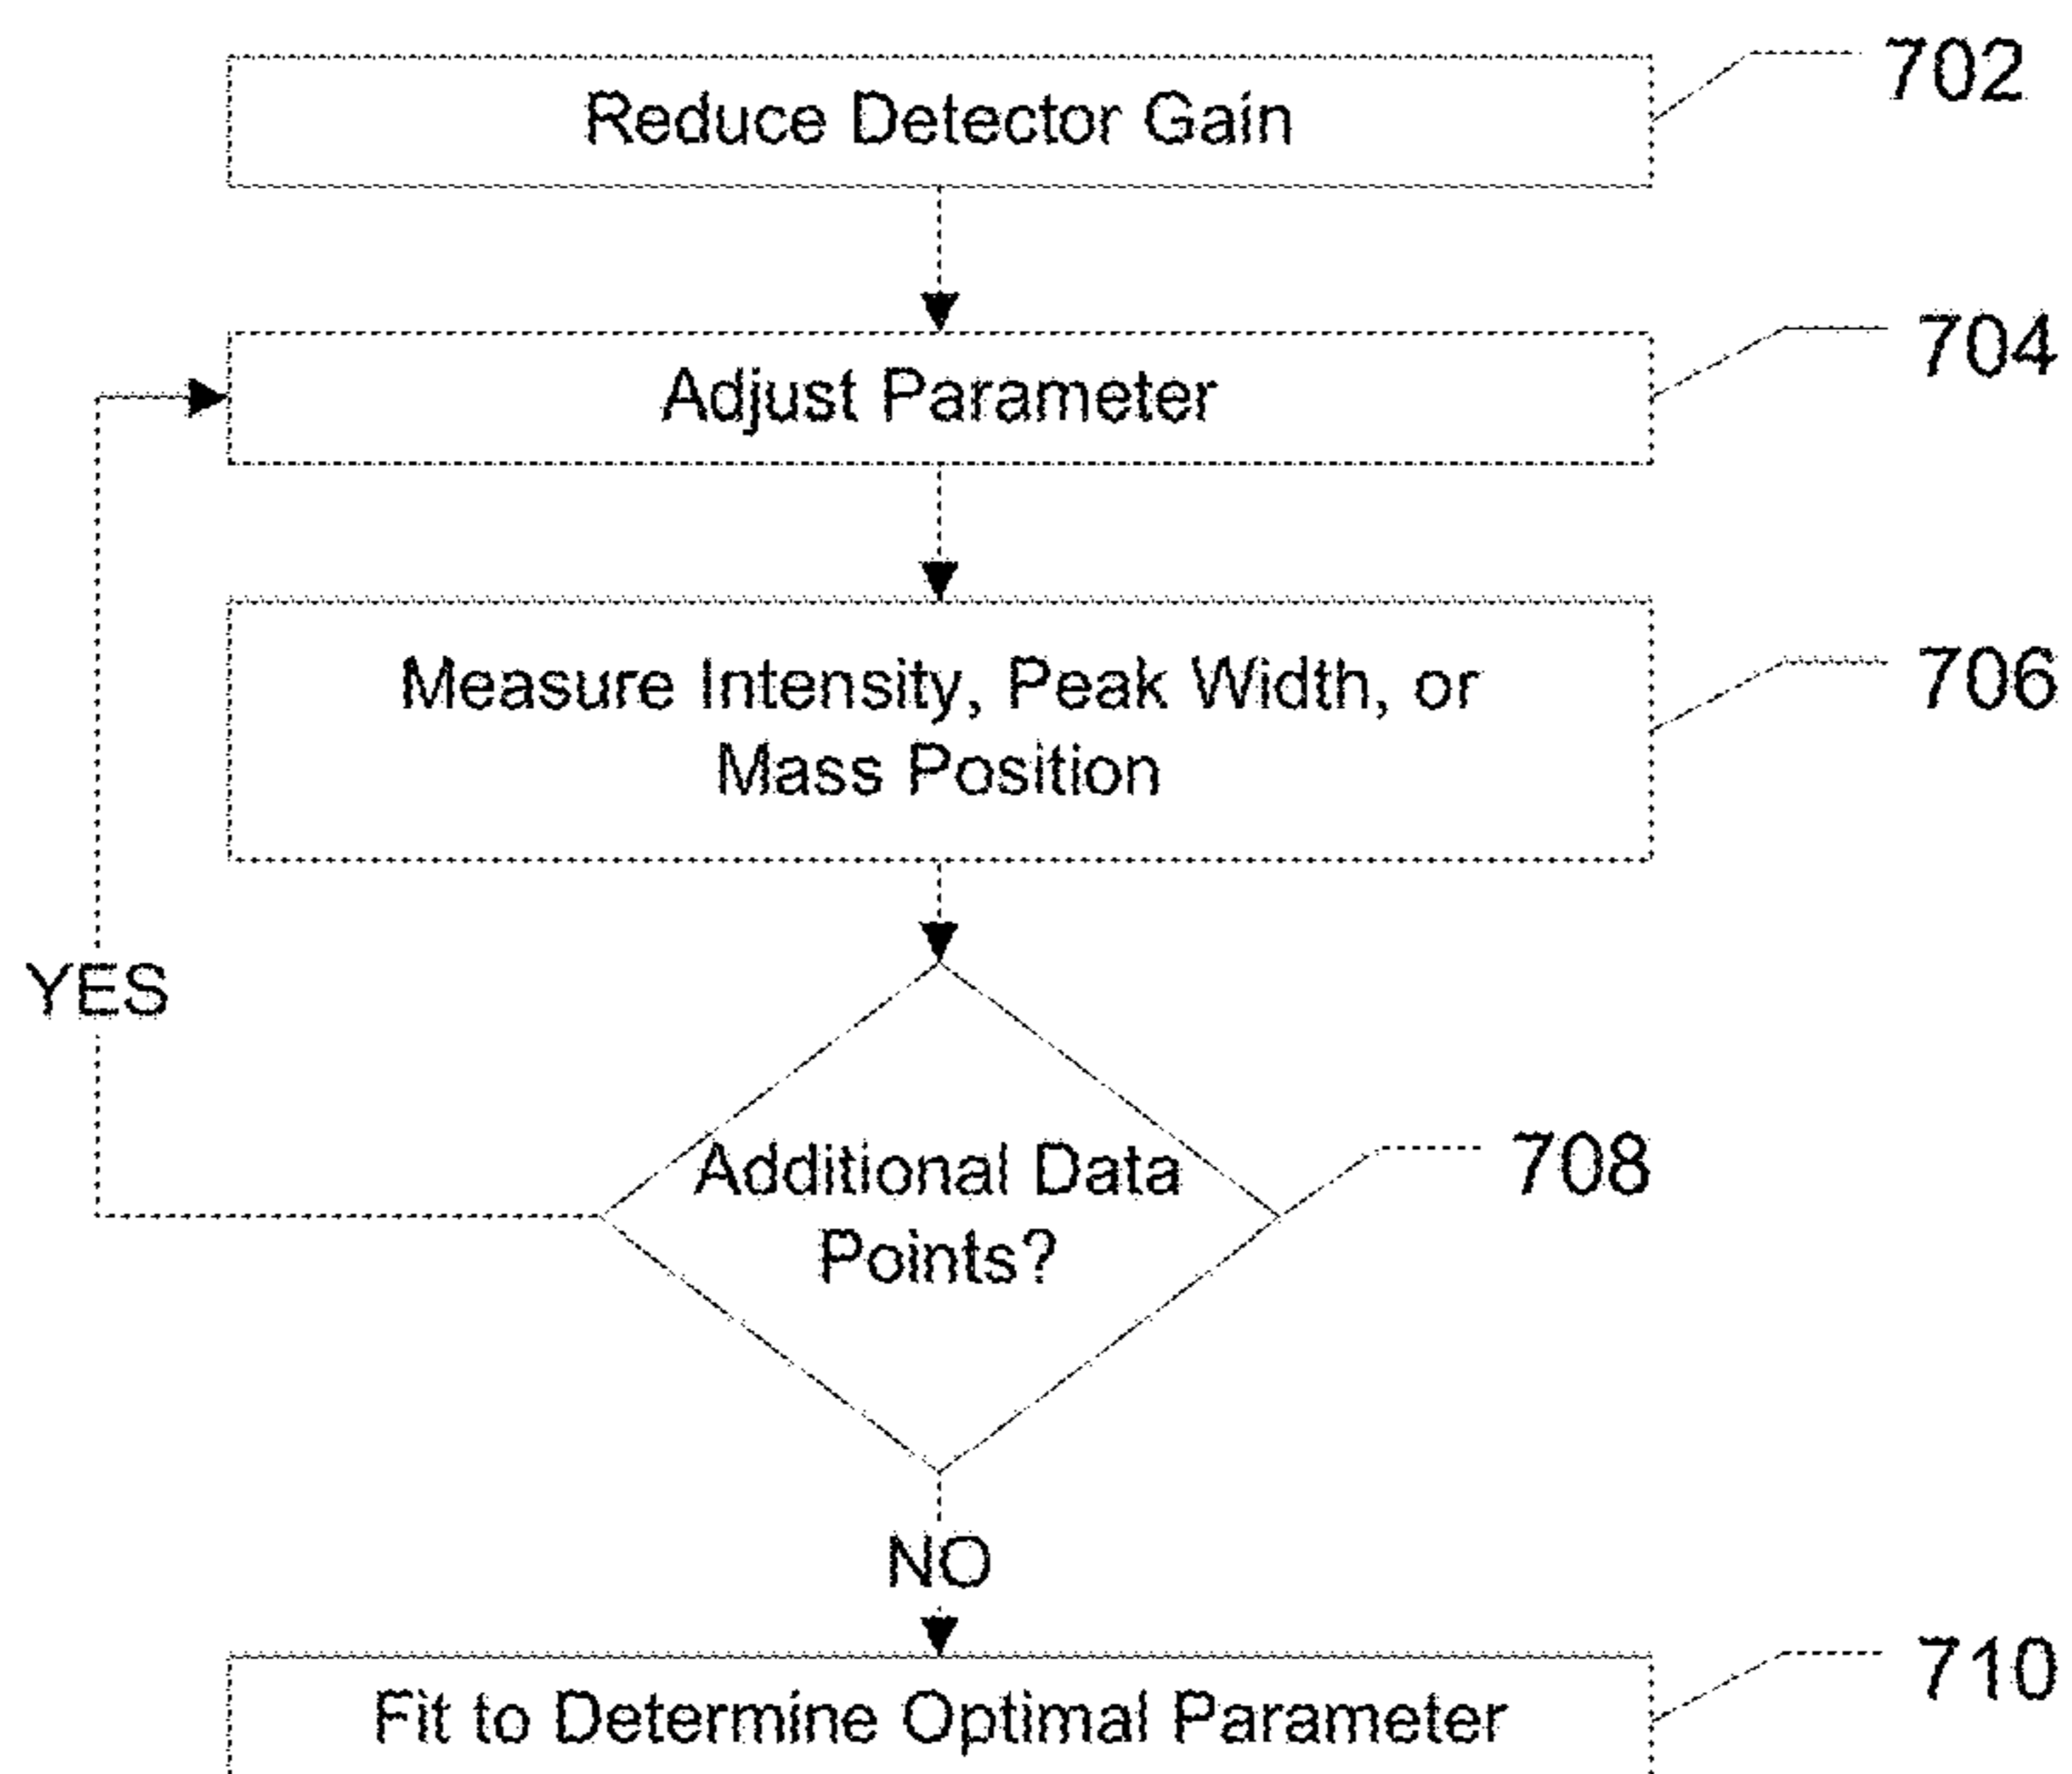 Reduce Detector Gain
702
Adjust Parameter
704
Measure Intensity, Peak Width, or
Mass Position
706
YES
Additional Data
Points?
708
NO
Fit to Determine Optimal Parameter
710